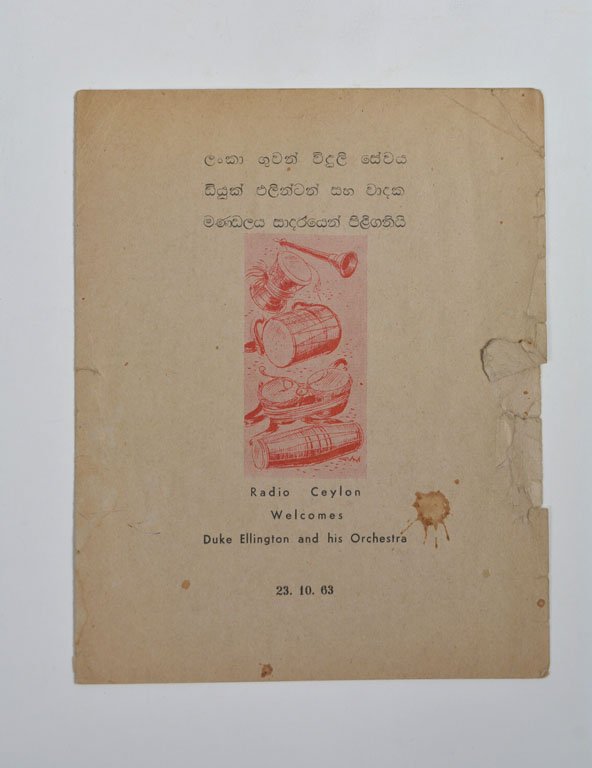 ලංකා ගුවන් විදුලි සේවය
ඩියුක් එලින්ටන් සහ වාදක
මණ්ඩලය සාදරයෙන් පිළිගනියි
Radio Ceylon
Welcomes
Duke Ellington and his Orchestra
23. 10. 63